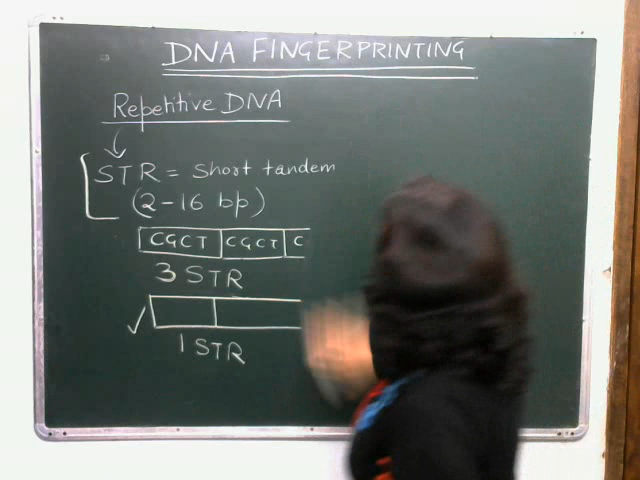 DNA FINGERPRINTING
Repetitive DNA
STR = Short tandem
(2-16 bp)
CGCT CGCT C
3 STR
1 STR